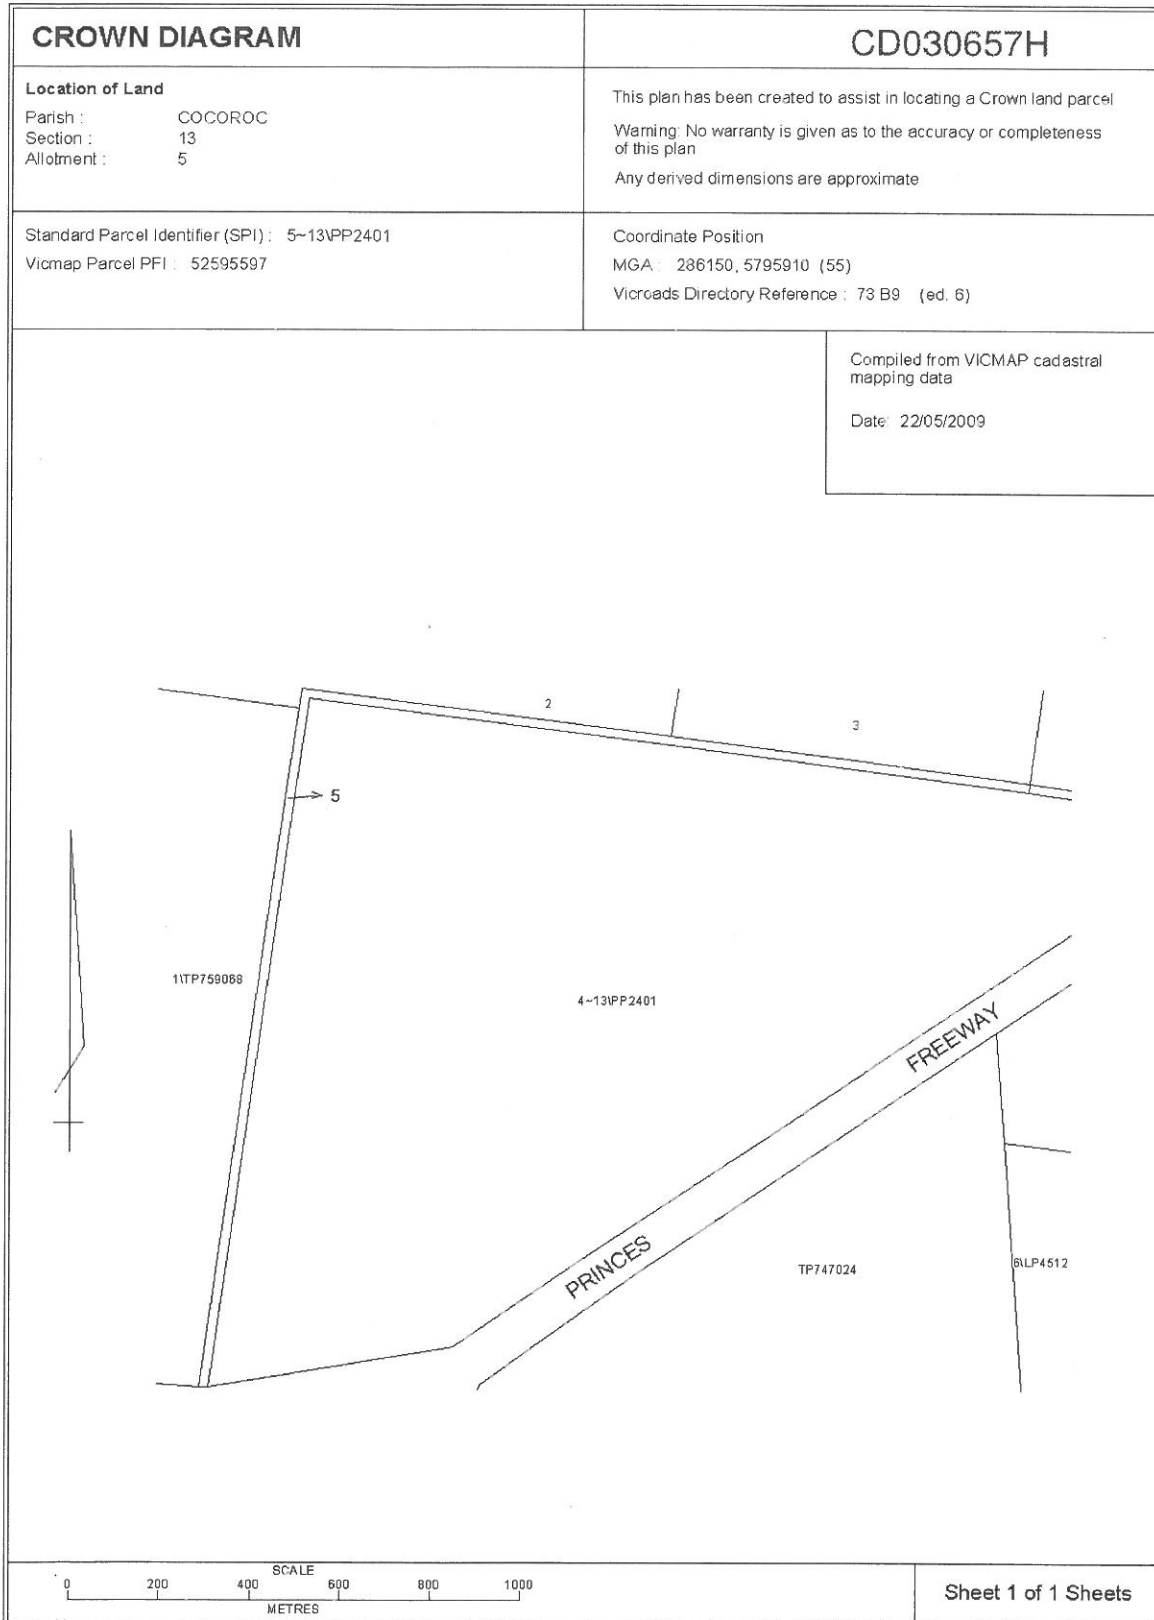 CROWN DIAGRAM
CD030657H
Location of Land
Parish : COCOROC
Section : 13
Allotment : 5
This plan has been created to assist in locating a Crown land parcel
Warning: No warranty is given as to the accuracy or completeness
of this plan
Any derived dimensions are approximate
Standard Parcel Identifier (SPI) : 5~13\PP2401
Vicmap Parcel PFI : 52595597
Coordinate Position
MGA : 286150, 5795910 (55)
Vicroads Directory Reference : 73 B9 (ed. 6)
Compiled from VICMAP cadastral
mapping data
Date: 22/05/2009
2
3
5
1\TP759068
4~13\PP2401
PRINCES FREEWAY
TP747024
6\LP4512
SCALE
0 200 400 600 800 1000
METRES
Sheet 1 of 1 Sheets